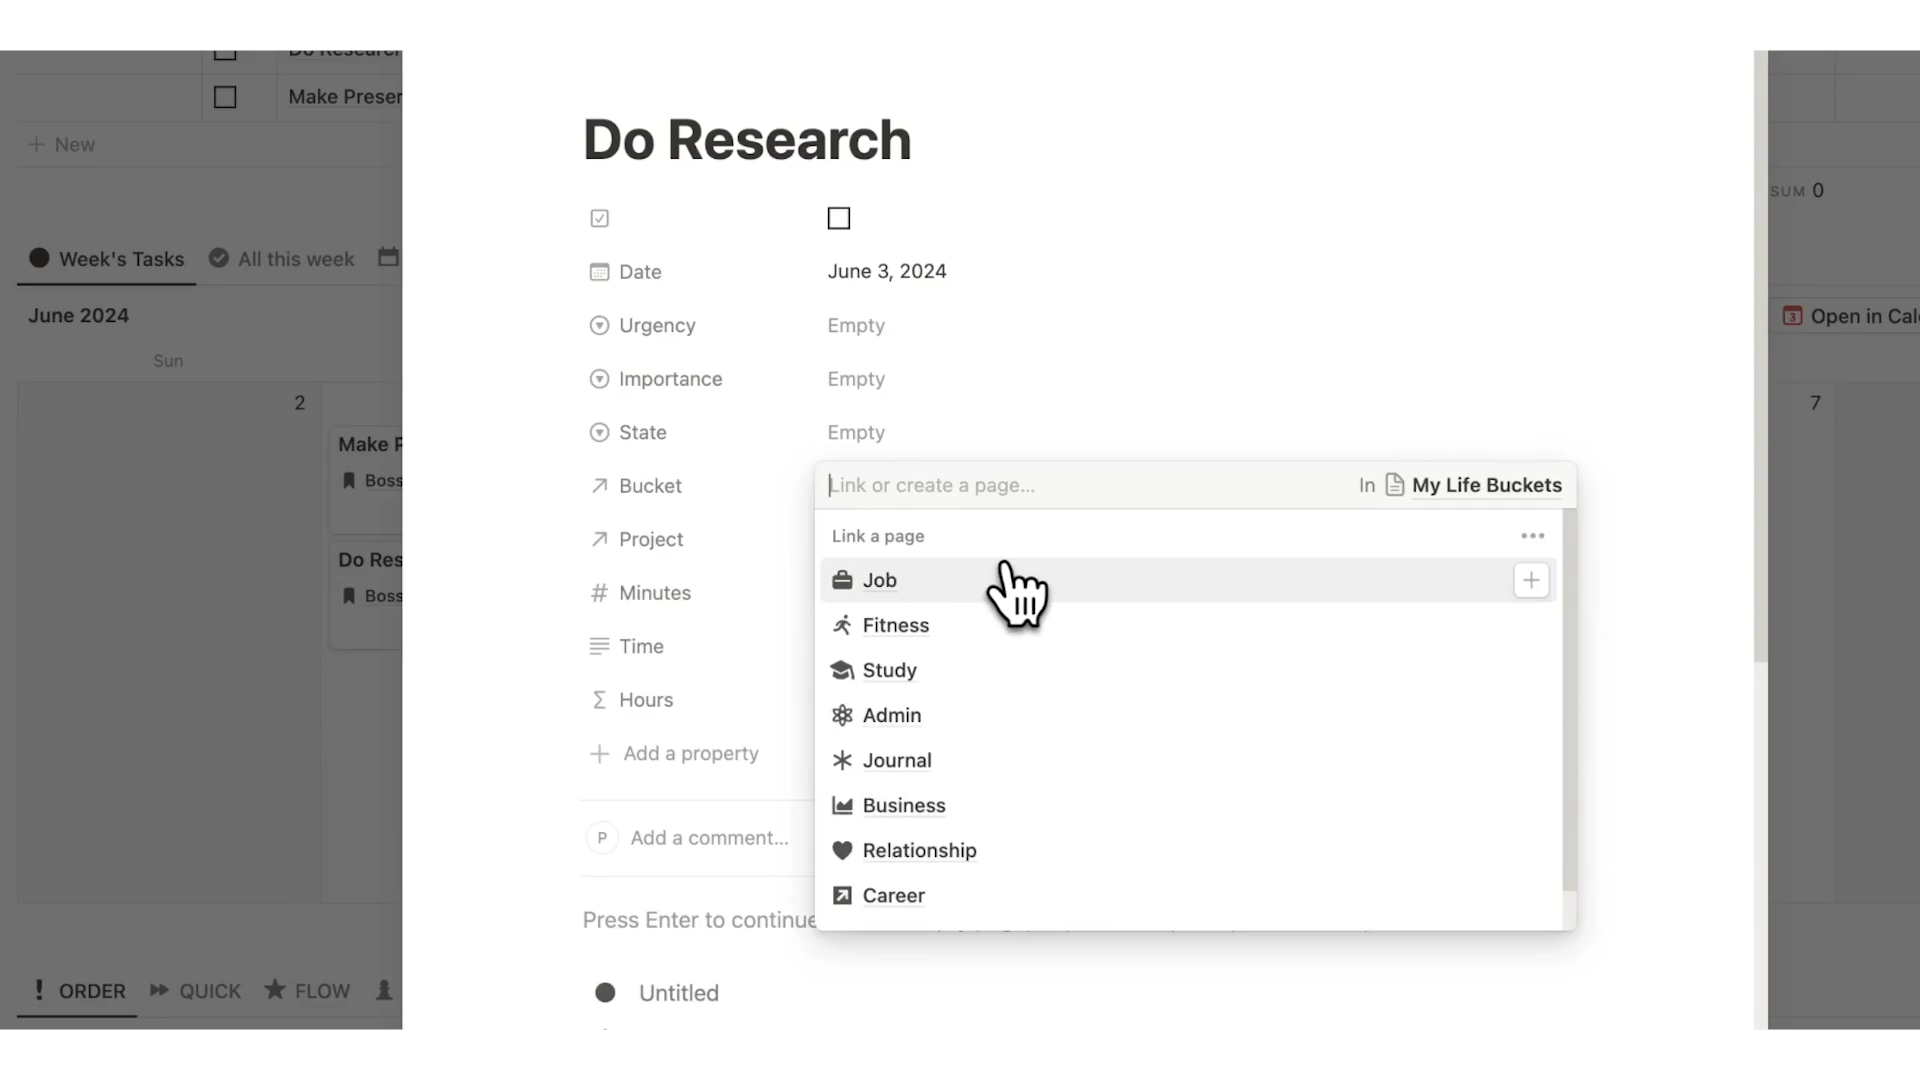 Do Research
Make Preser
New
SUM 0
Week's Tasks
All this week
June 2024
3
Open in Cal
Sun
2
7
Make P
Boss
Do Res
Boss
ORDER
QUICK
FLOW
Do Research
Date
June 3, 2024
Urgency
Empty
Importance
Empty
State
Empty
Bucket
Link or create a page...
In My Life Buckets
Project
Link a page
Minutes
Job
Time
Fitness
Hours
Study
Add a property
Admin
Journal
Business
Relationship
Career
P
Add a comment...
Press Enter to continue
Untitled